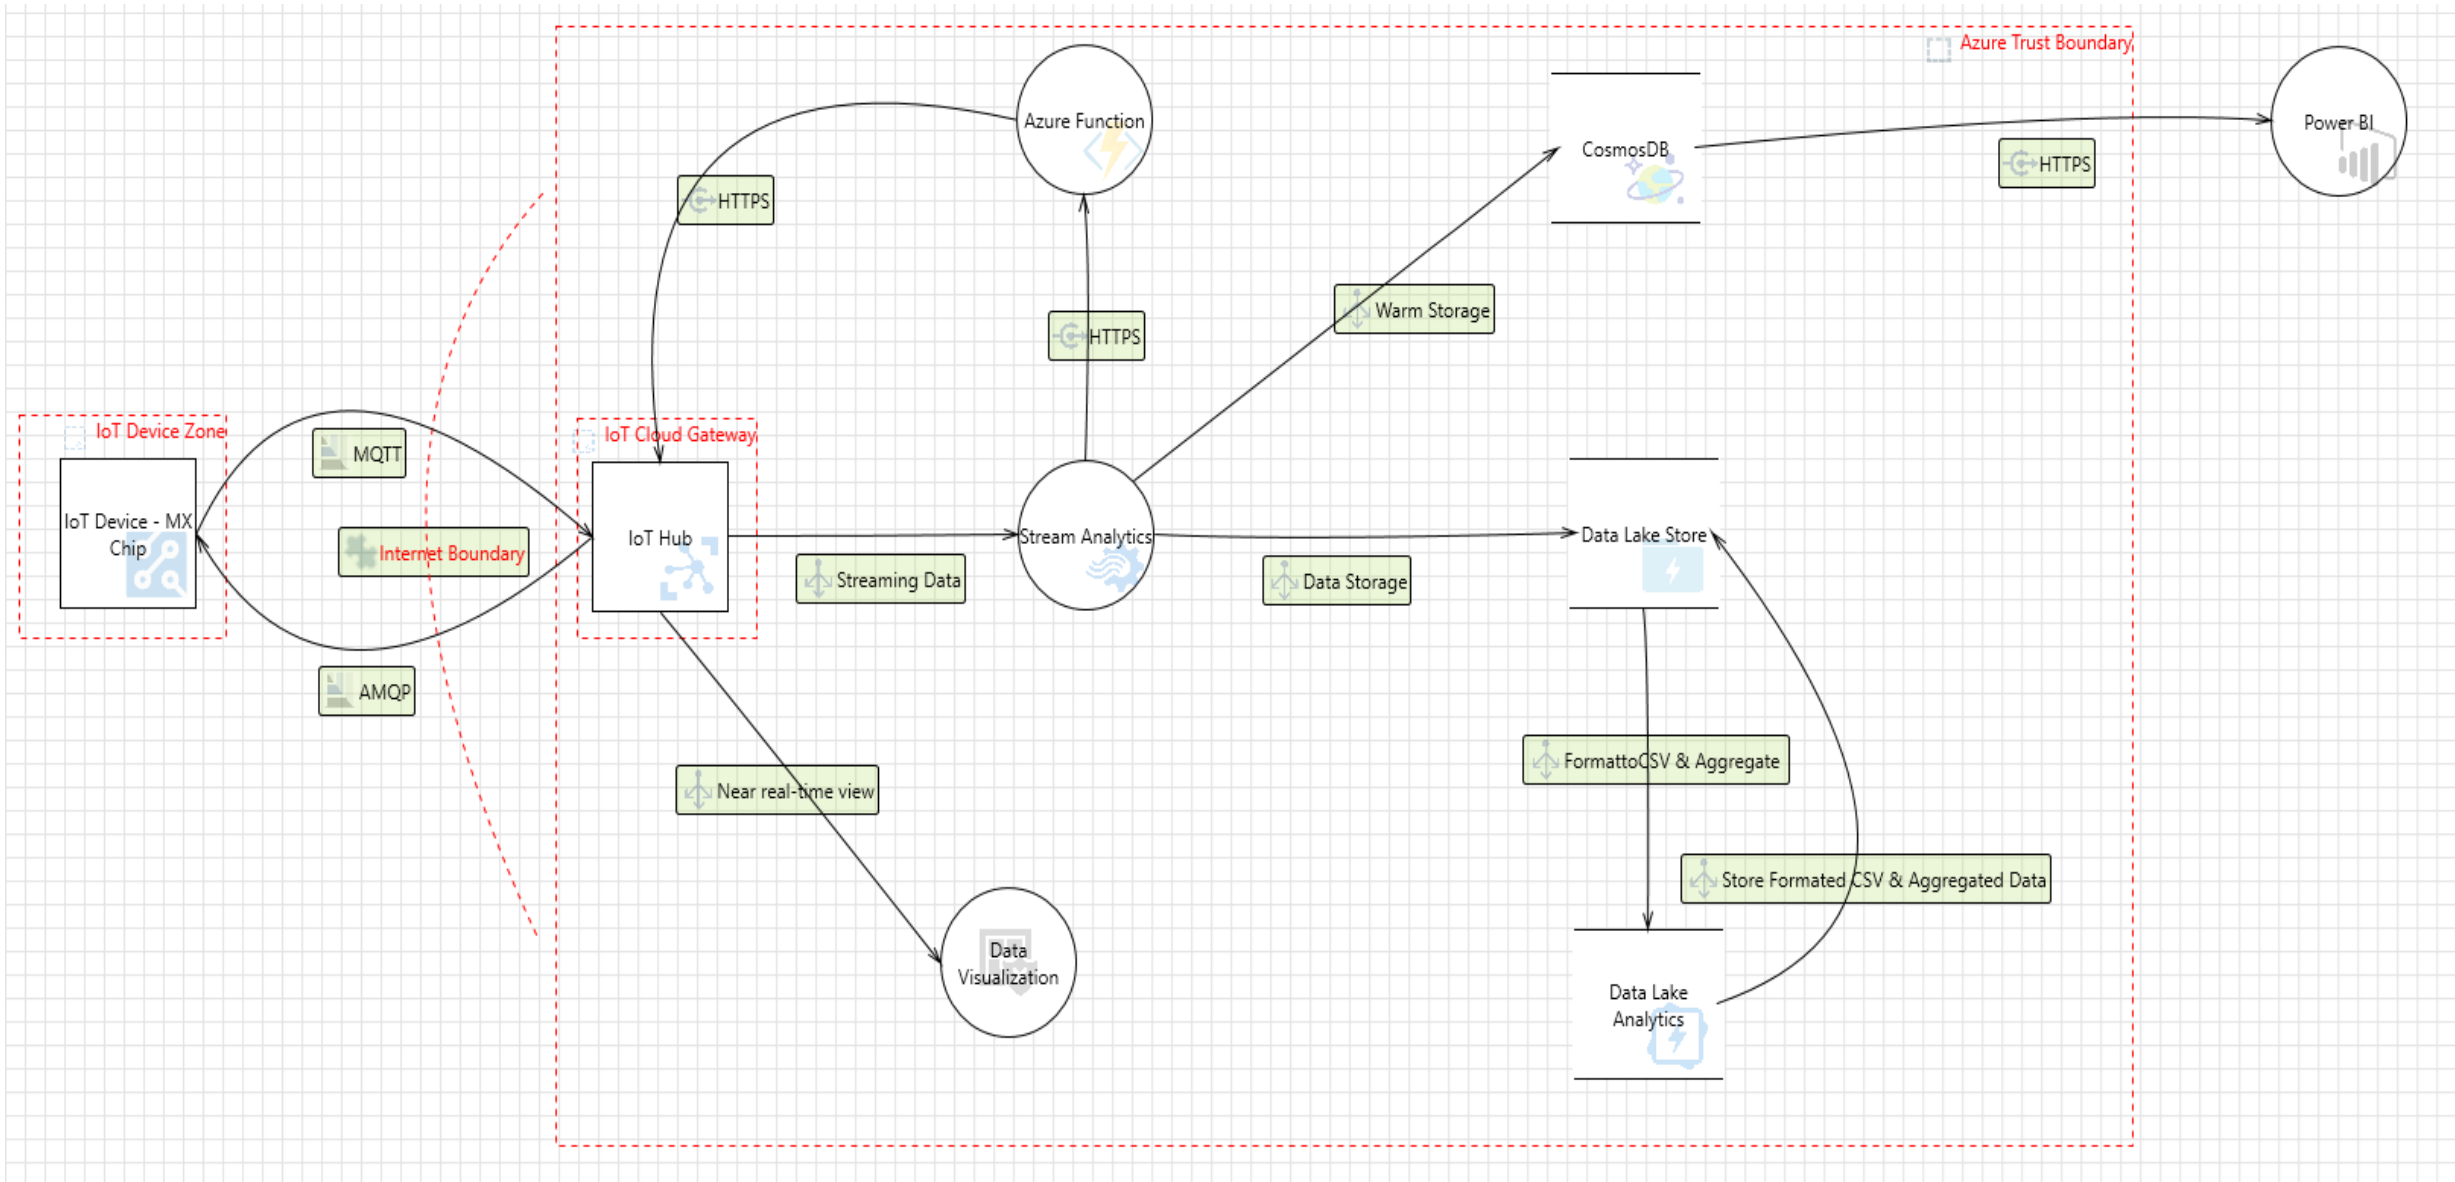 Azure Trust Boundary
Azure Function
CosmosDB
Power BI
HTTPS
HTTPS
HTTPS
Warm Storage
IoT Device Zone
IoT Cloud Gateway
MQTT
IoT Device - MX
Chip
Internet Boundary
IoT Hub
Stream Analytics
Data Lake Store
Streaming Data
Data Storage
AMQP
Near real-time view
FormattoCSV & Aggregate
Store Formated CSV & Aggregated Data
Data
Visualization
Data Lake
Analytics